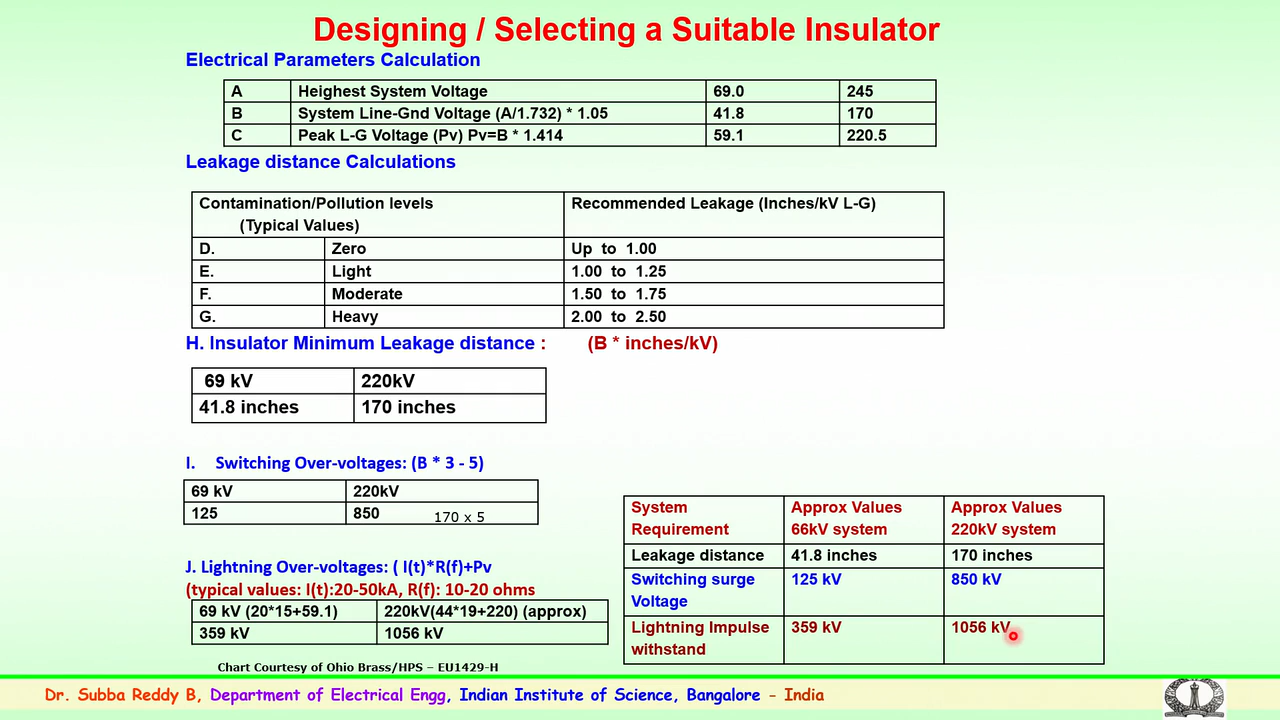 Designing / Selecting a Suitable Insulator
Electrical Parameters Calculation
A Heighest System Voltage 69.0 245
B System Line-Gnd Voltage (A/1.732) * 1.05 41.8 170
C Peak L-G Voltage (Pv) Pv=B * 1.414 59.1 220.5
Leakage distance Calculations
Contamination/Pollution levels Recommended Leakage (Inches/kV L-G)
(Typical Values)
D. Zero Up to 1.00
E. Light 1.00 to 1.25
F. Moderate 1.50 to 1.75
G. Heavy 2.00 to 2.50
H. Insulator Minimum Leakage distance : (B * inches/kV)
69 kV 220kV
41.8 inches 170 inches
I. Switching Over-voltages: (B * 3 - 5)
69 kV 220kV
125 850 170 x 5
J. Lightning Over-voltages: ( I(t)*R(f)+Pv
(typical values: I(t):20-50kA, R(f): 10-20 ohms
69 kV (20*15+59.1) 220kV(44*19+220) (approx)
359 kV 1056 kV
System Approx Values Approx Values
Requirement 66kV system 220kV system
Leakage distance 41.8 inches 170 inches
Switching surge 125 kV 850 kV
Voltage
Lightning Impulse 359 kV 1056 kV
withstand
Chart Courtesy of Ohio Brass/HPS – EU1429-H
Dr. Subba Reddy B, Department of Electrical Engg, Indian Institute of Science, Bangalore - India